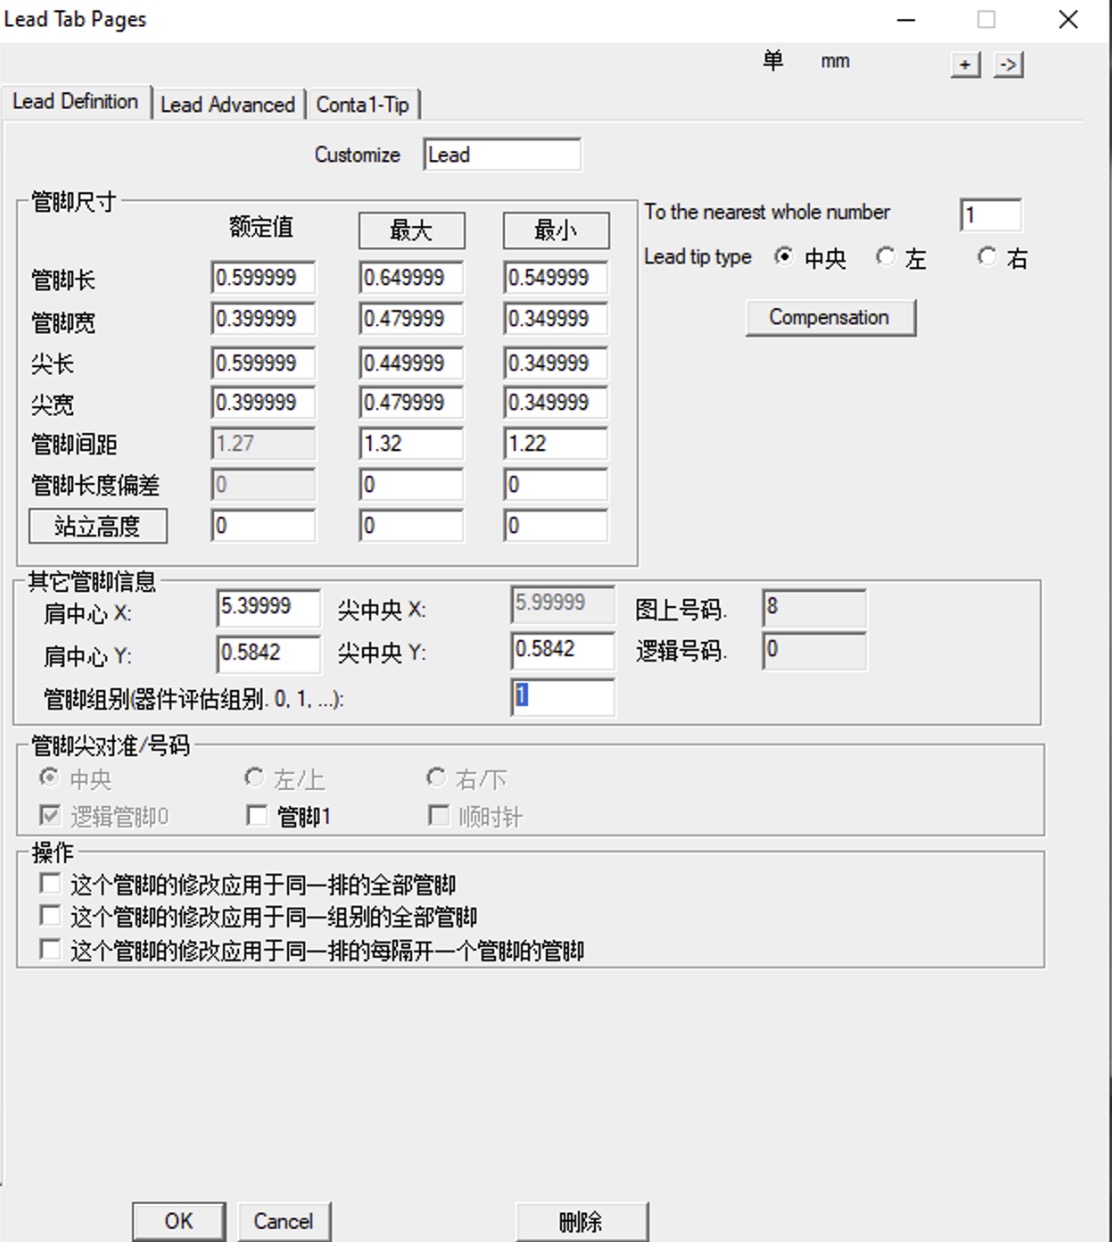 Lead Tab Pages
单 mm + ->
Lead Definition Lead Advanced Conta1-Tip
Customize Lead
管脚尺寸
额定值 最大 最小
To the nearest whole number 1
Lead tip type 中央 左 右
Compensation
管脚长 0.599999 0.649999 0.549999
管脚宽 0.399999 0.479999 0.349999
尖长 0.599999 0.449999 0.349999
尖宽 0.399999 0.479999 0.349999
管脚间距 1.27 1.32 1.22
管脚长度偏差 0 0 0
站立高度 0 0 0
其它管脚信息
肩中心 X: 5.39999 尖中央 X: 5.99999 图上号码. 8
肩中心 Y: 0.5842 尖中央 Y: 0.5842 逻辑号码. 0
管脚组别(器件评估组别. 0, 1, ...): 1
管脚尖对准/号码
中央 左/上 右/下
逻辑管脚0 管脚1 顺时针
操作
这个管脚的修改应用于同一排的全部管脚
这个管脚的修改应用于同一组别的全部管脚
这个管脚的修改应用于同一排的每隔开一个管脚的管脚
OK Cancel 删除